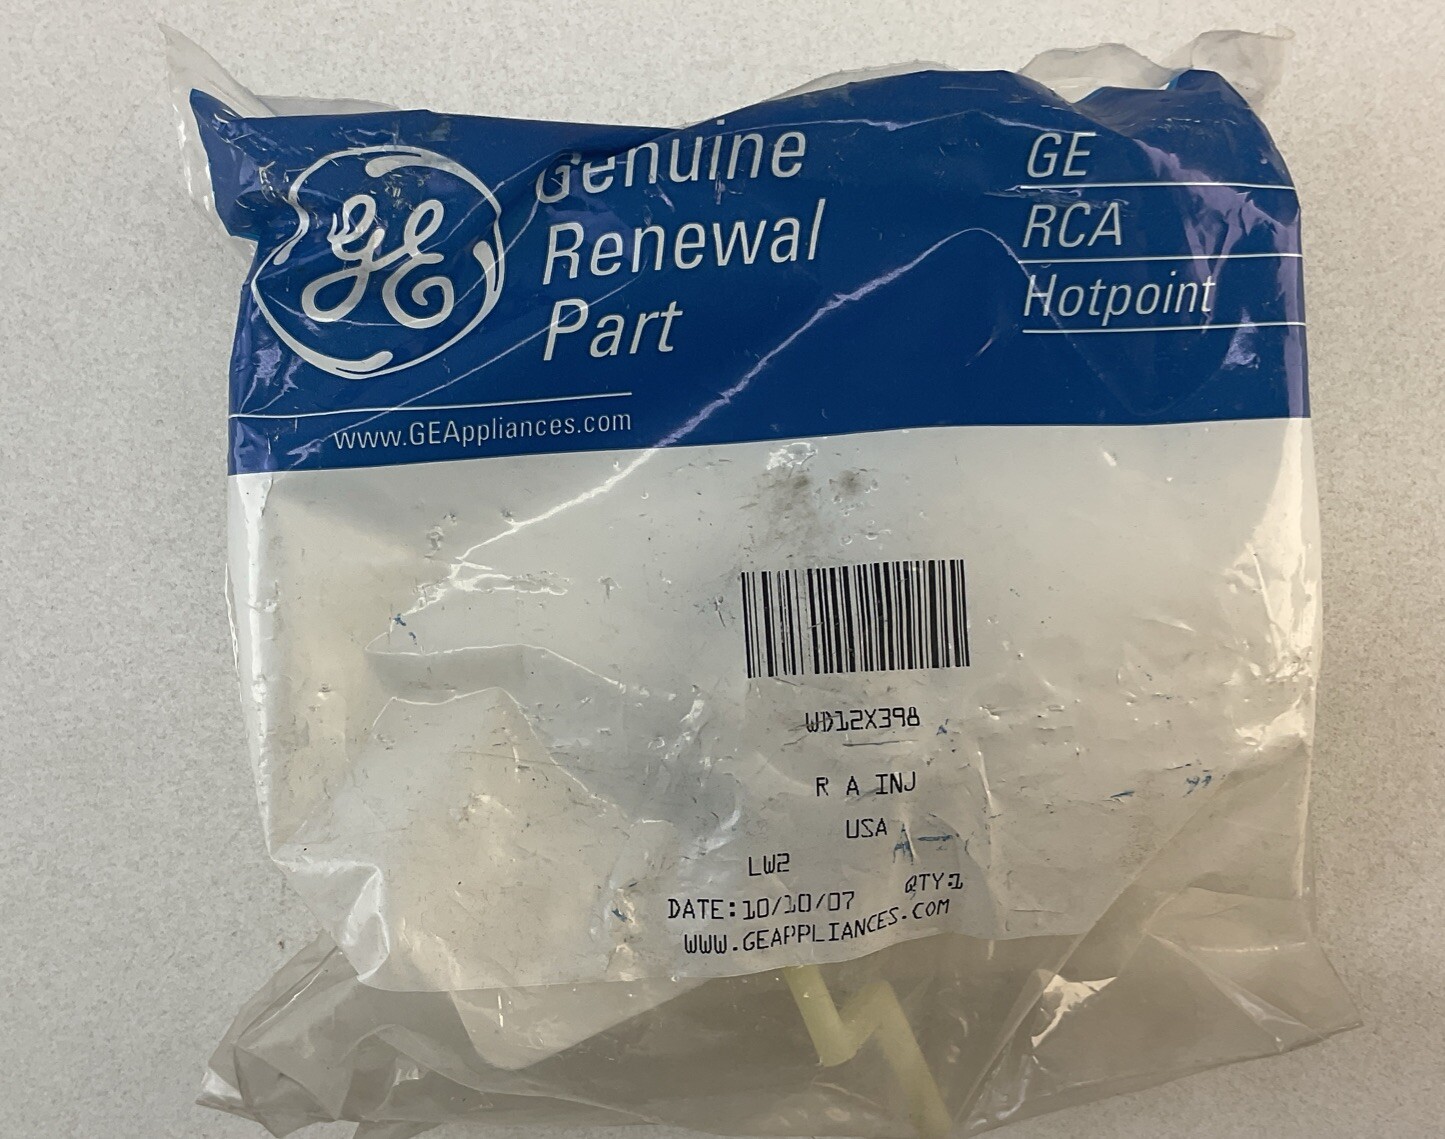 GE
Genuine
Renewal
Part
www.GEAppliances.com
GE
RCA
Hotpoint
WD12X398
R A INJ
USA
LW2
DATE:10/10/07 QTY:1
WWW.GEAPPLIANCES.COM